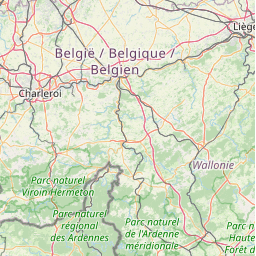 België / Belgique /
Belgien
Liège
Charleroi
Wallonie
Parc naturel
Viroin Hermeton
Parc naturel
régional
des Ardennes
Parc naturel
de l'Ardenne
méridionale
Parc natu
Haute
Forêt d